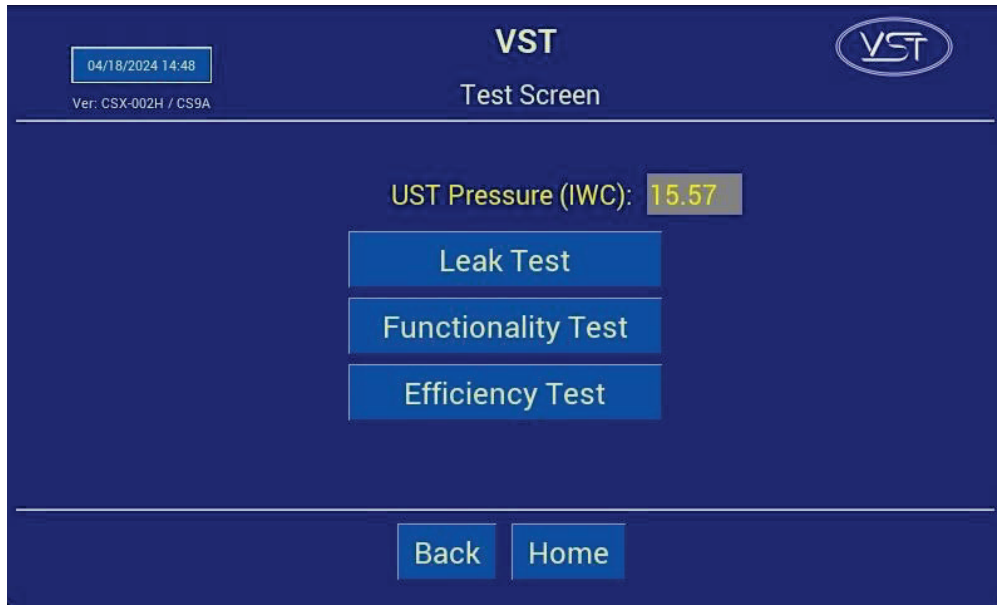 VST
VST
04/18/2024 14:48
Ver: CSX-002H / CS9A
Test Screen
UST Pressure (IWC): 15.57
Leak Test
Functionality Test
Efficiency Test
Back Home